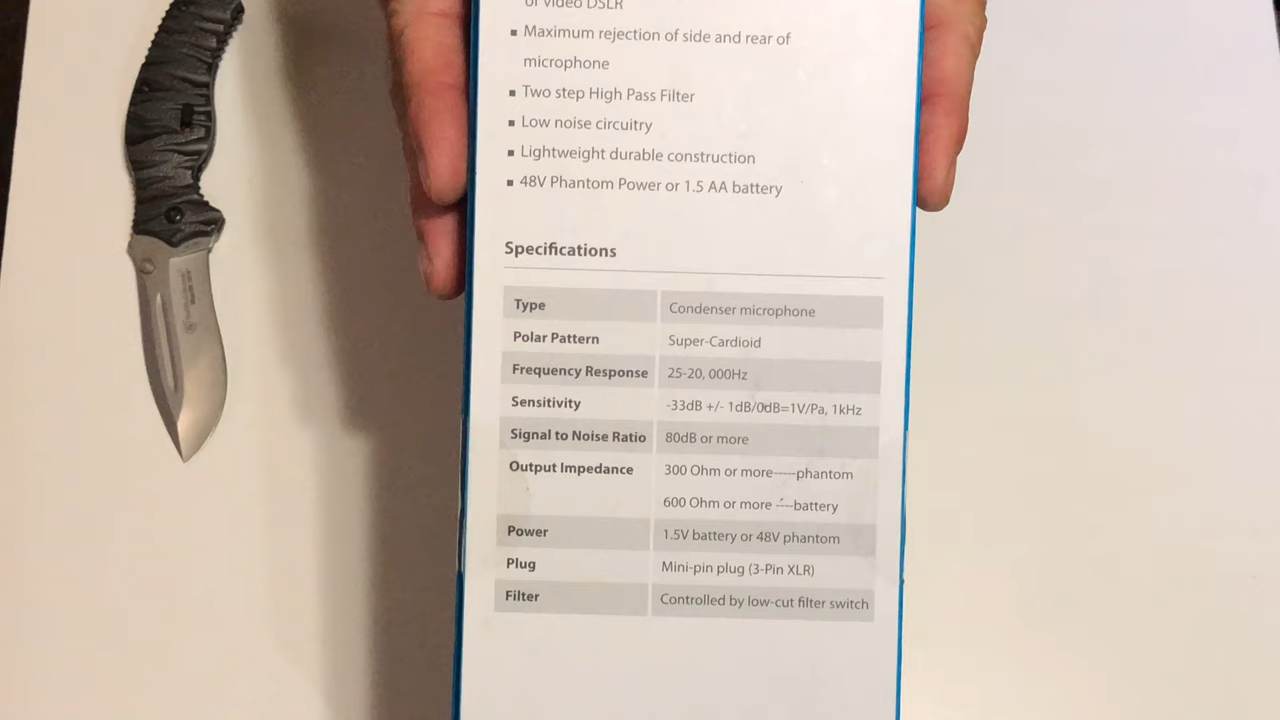 of video DSLR
▪ Maximum rejection of side and rear of
microphone
▪ Two step High Pass Filter
▪ Low noise circuitry
▪ Lightweight durable construction
▪ 48V Phantom Power or 1.5 AA battery
Specifications
Type Condenser microphone
Polar Pattern Super-Cardioid
Frequency Response 25-20, 000Hz
Sensitivity -33dB +/- 1dB/0dB=1V/Pa, 1kHz
Signal to Noise Ratio 80dB or more
Output Impedance 300 Ohm or more-----phantom
600 Ohm or more ----battery
Power 1.5V battery or 48V phantom
Plug Mini-pin plug (3-Pin XLR)
Filter Controlled by low-cut filter switch